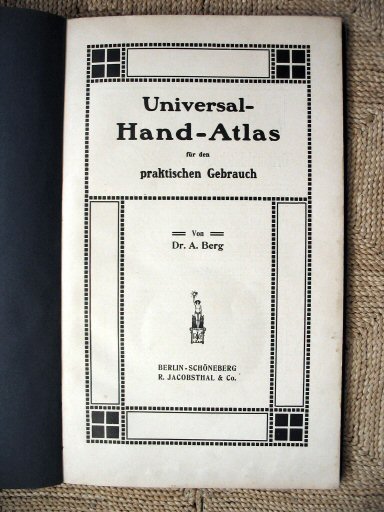 Universal-
Hand-Atlas
für den
praktischen Gebrauch
Von
Dr. A. Berg
BERLIN-SCHÖNEBERG
R. JACOBSTHAL & Co.